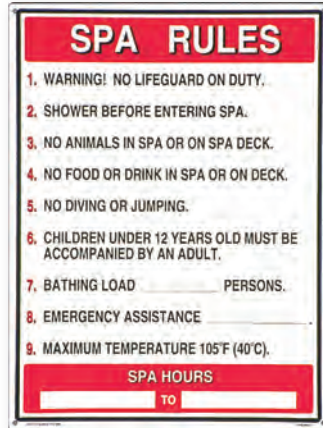 SPA RULES
1. WARNING! NO LIFEGUARD ON DUTY.
2. SHOWER BEFORE ENTERING SPA.
3. NO ANIMALS IN SPA OR ON SPA DECK.
4. NO FOOD OR DRINK IN SPA OR ON DECK.
5. NO DIVING OR JUMPING.
6. CHILDREN UNDER 12 YEARS OLD MUST BE
ACCOMPANIED BY AN ADULT.
7. BATHING LOAD __________ PERSONS.
8. EMERGENCY ASSISTANCE ______________.
9. MAXIMUM TEMPERATURE 105°F (40°C).
SPA HOURS
TO